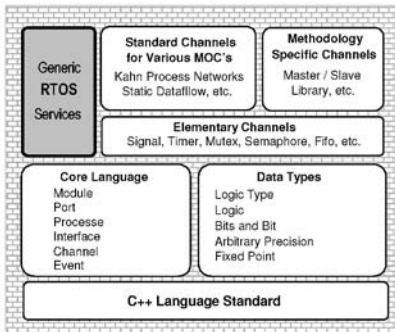 Generic
RTOS
Services
Standard Channels
for Various MOC's
Kahn Process Networks
Static Dataflow, etc.
Methodology
Specific Channels
Master / Slave
Library, etc.
Elementary Channels
Signal, Timer, Mutex, Semaphore, Fifo, etc.
Core Language
Module
Port
Processe
Interface
Channel
Event
Data Types
Logic Type
Logic
Bits and Bit
Arbitrary Precision
Fixed Point
C++ Language Standard